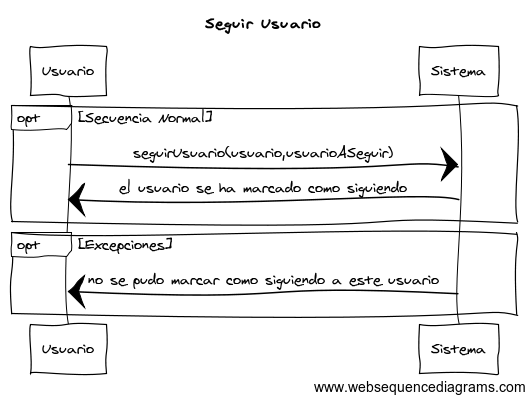 Seguir Usuario
Usuario
Sistema
opt
[Secuencia Normal]
seguirUsuario(usuario,usuarioASeguir)
el usuario se ha marcado como siguiendo
opt
[Excepciones]
no se pudo marcar como siguiendo a este usuario
Usuario
Sistema
www.websequencediagrams.com